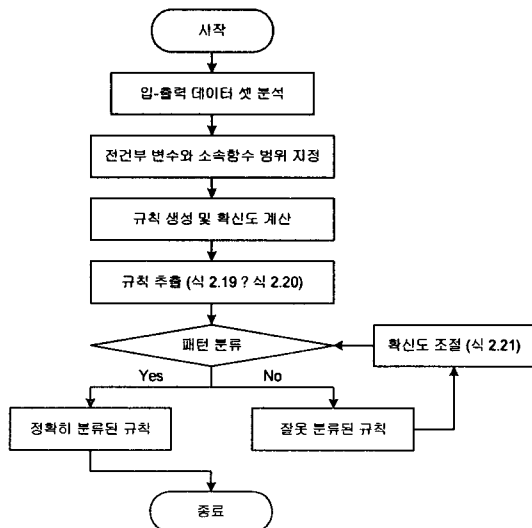 시작
입-출력 데이터 셋 분석
전건부 변수와 소속함수 범위 지정
규칙 생성 및 확신도 계산
규칙 추출 (식 2.19 ? 식 2.20)
패턴 분류
확신도 조절 (식 2.21)
Yes
No
정확히 분류된 규칙
잘못 분류된 규칙
종료